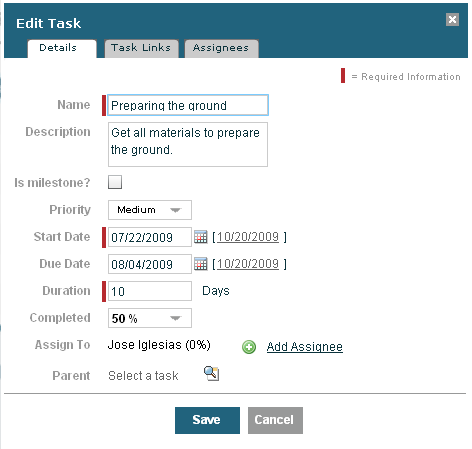 Edit Task
Details Task Links Assignees
= Required Information
Name Preparing the ground
Description Get all materials to prepare
the ground.
Is milestone?
Priority Medium
Start Date 07/22/2009 [10/20/2009 ]
Due Date 08/04/2009 [10/20/2009 ]
Duration 10 Days
Completed 50 %
Assign To Jose Iglesias (0%) Add Assignee
Parent Select a task
Save Cancel